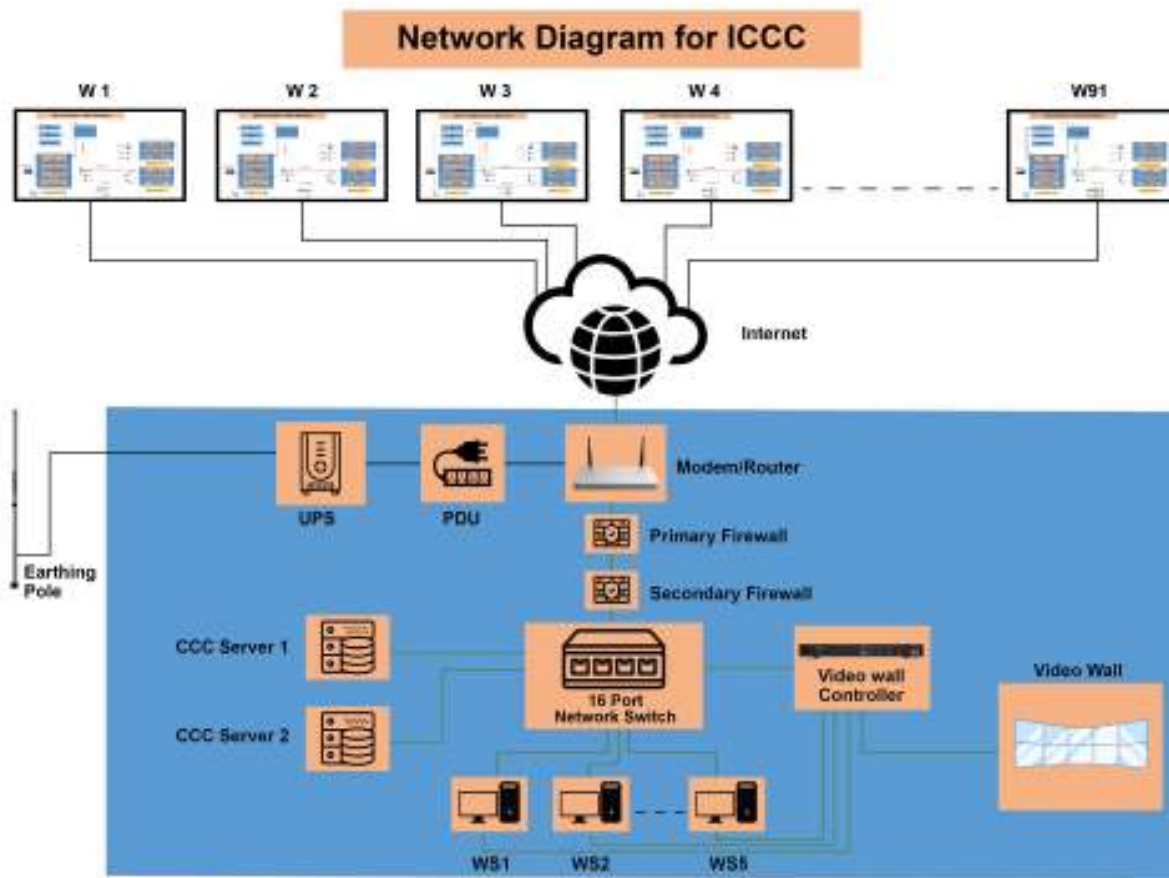 Network Diagram for ICCC
W 1
W 2
W 3
W 4
W91
Internet
Modem/Router
UPS
PDU
Primary Firewall
Earthing
Pole
Secondary Firewall
CCC Server 1
16 Port
Network Switch
Video wall
Controller
Video Wall
CCC Server 2
WS1
WS2
WS5